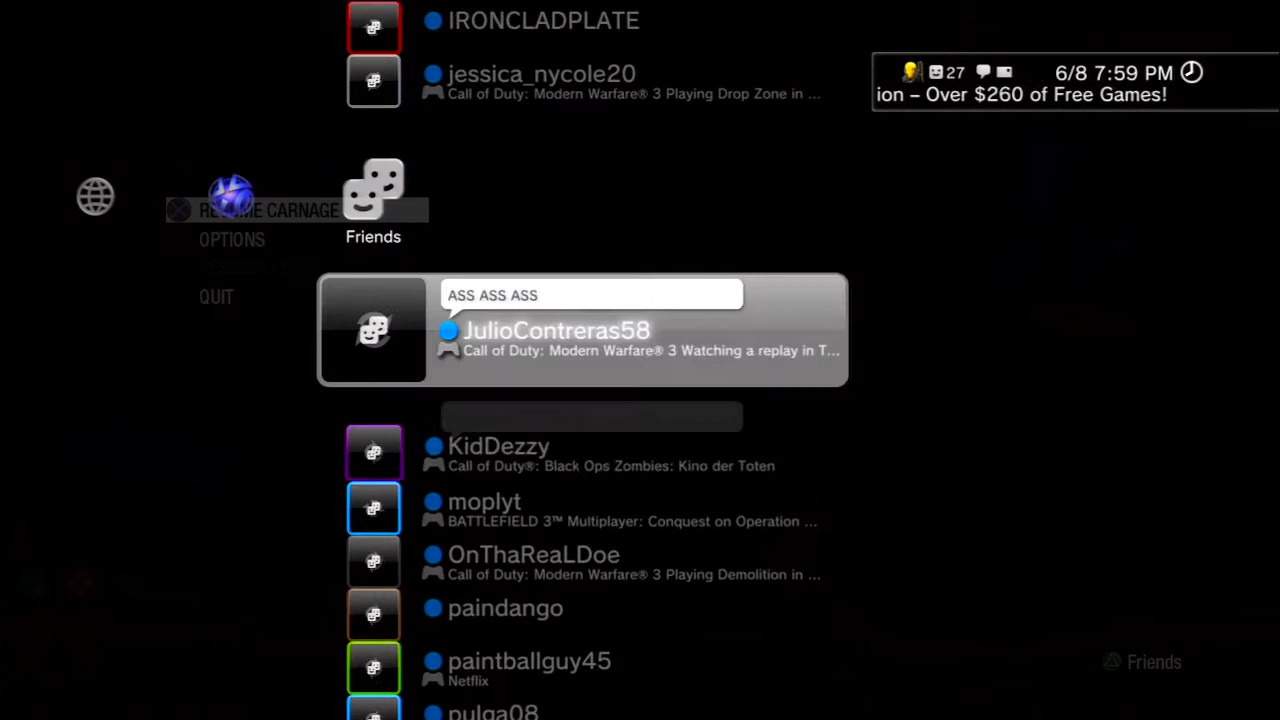 IRONCLADPLATE
jessica_nycole20
Call of Duty: Modern Warfare® 3 Playing Drop Zone in ...
27
6/8 7:59 PM
ion – Over $260 of Free Games!
RESUME CARNAGE
OPTIONS
QUIT
Friends
ASS ASS ASS
JulioContreras58
Call of Duty: Modern Warfare® 3 Watching a replay in T...
KidDezzy
Call of Duty®: Black Ops Zombies: Kino der Toten
moplyt
BATTLEFIELD 3™ Multiplayer: Conquest on Operation ...
OnThaReaLDoe
Call of Duty: Modern Warfare® 3 Playing Demolition in ...
paindango
paintballguy45
Netflix
Friends
pulga08